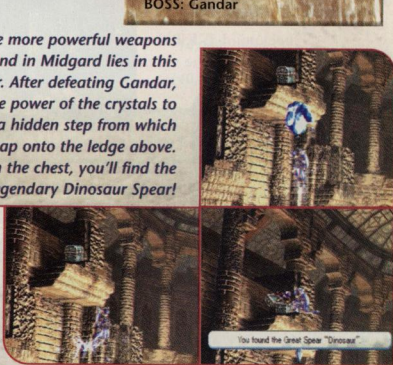 BOSS: Gandar
e more powerful weapons
nd in Midgard lies in this
r. After defeating Gandar,
e power of the crystals to
a hidden step from which
ap onto the ledge above.
n the chest, you'll find the
gendary Dinosaur Spear!
You found the Great Spear "Dinosaur".